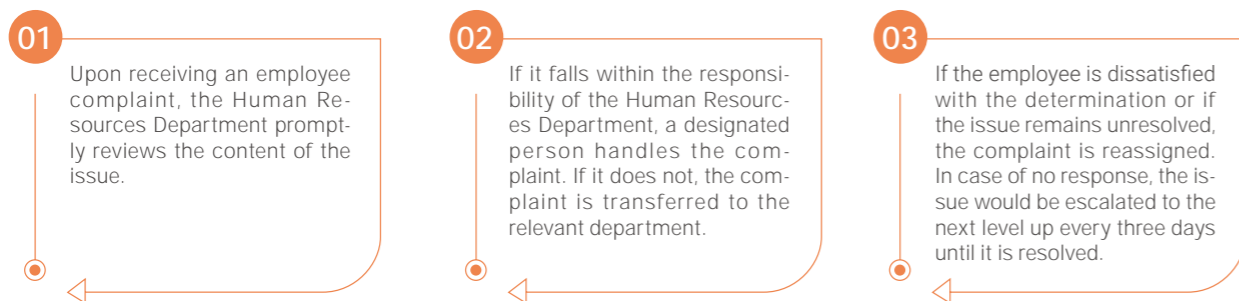 01
Upon receiving an employee
complaint, the Human Re-
sources Department prompt-
ly reviews the content of the
issue.
02
If it falls within the responsi-
bility of the Human Resourc-
es Department, a designated
person handles the com-
plaint. If it does not, the com-
plaint is transferred to the
relevant department.
03
If the employee is dissatisfied
with the determination or if
the issue remains unresolved,
the complaint is reassigned.
In case of no response, the is-
sue would be escalated to the
next level up every three days
until it is resolved.